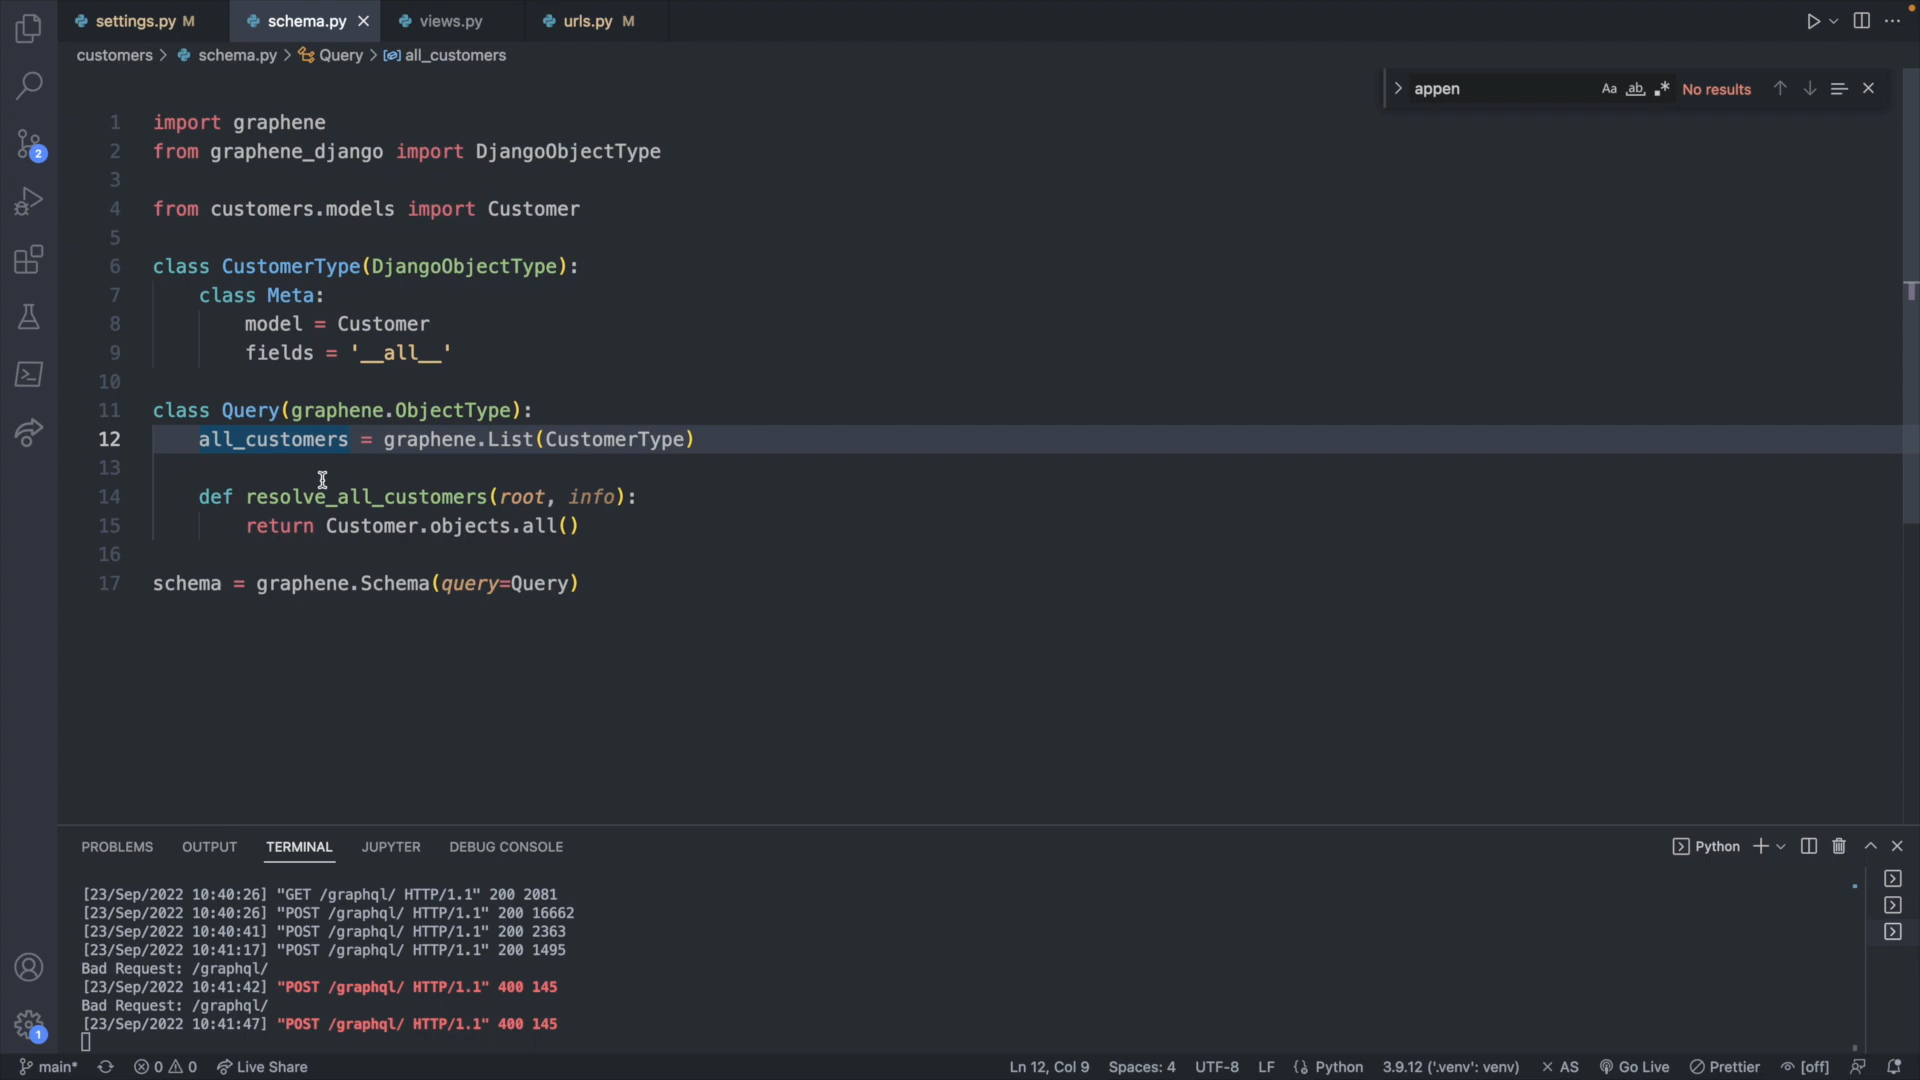 settings.py M
schema.py
views.py
urls.py M
customers > schema.py > Query > all_customers
appen
Aa
ab
No results
1 import graphene
2 from graphene_django import DjangoObjectType
3
4 from customers.models import Customer
5
6 class CustomerType(DjangoObjectType):
7 class Meta:
8 model = Customer
9 fields = '__all__'
10
11 class Query(graphene.ObjectType):
12 all_customers = graphene.List(CustomerType)
13
14 def resolve_all_customers(root, info):
15 return Customer.objects.all()
16
17 schema = graphene.Schema(query=Query)
2
PROBLEMS OUTPUT TERMINAL JUPYTER DEBUG CONSOLE
Python
[23/Sep/2022 10:40:26] "GET /graphql/ HTTP/1.1" 200 2081
[23/Sep/2022 10:40:26] "POST /graphql/ HTTP/1.1" 200 16662
[23/Sep/2022 10:40:41] "POST /graphql/ HTTP/1.1" 200 2363
[23/Sep/2022 10:41:17] "POST /graphql/ HTTP/1.1" 200 1495
Bad Request: /graphql/
[23/Sep/2022 10:41:42] "POST /graphql/ HTTP/1.1" 400 145
Bad Request: /graphql/
[23/Sep/2022 10:41:47] "POST /graphql/ HTTP/1.1" 400 145
1
main* 0 0 Live Share
Ln 12, Col 9 Spaces: 4 UTF-8 LF Python 3.9.12 ('.venv': venv) AS Go Live Prettier [off]